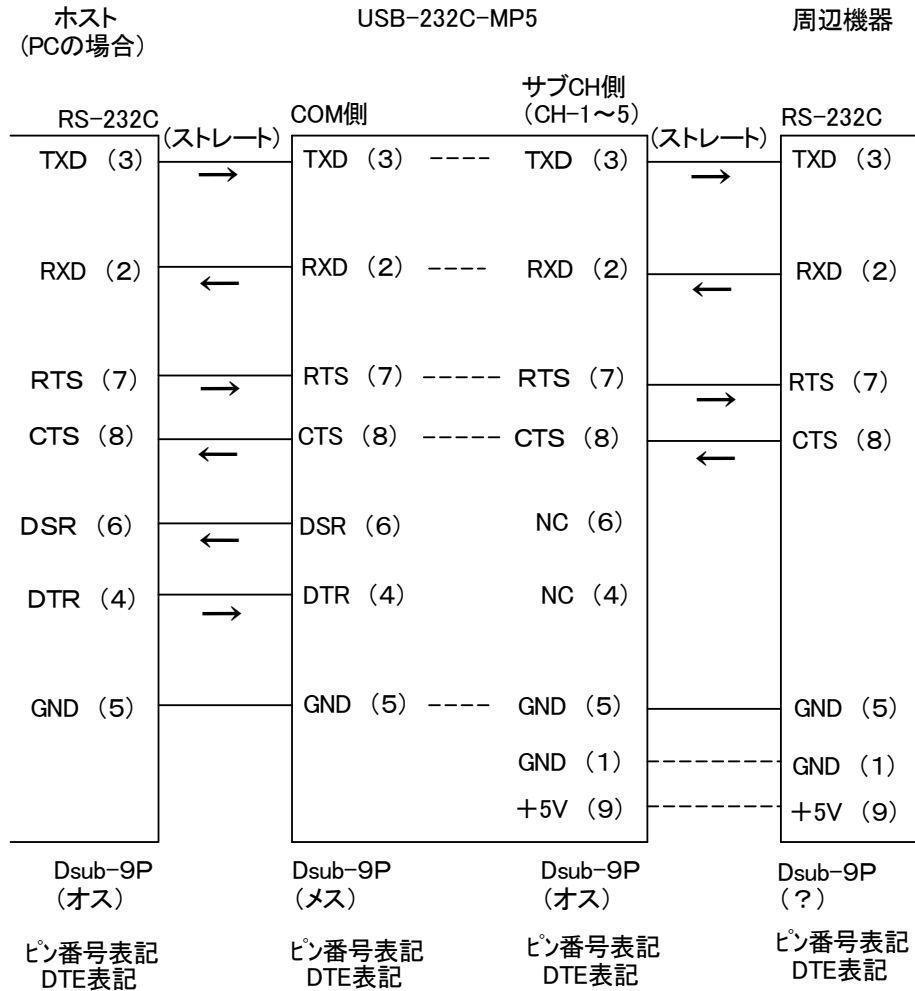 ホスト
(PCの場合)
USB-232C-MP5
周辺機器
RS-232C
(ストレート)
COM側
サブCH側
(CH-1～5)
(ストレート)
RS-232C
TXD (3)
TXD (3)
TXD (3)
TXD (3)
RXD (2)
RXD (2)
RXD (2)
RXD (2)
RTS (7)
RTS (7)
RTS (7)
RTS (7)
CTS (8)
CTS (8)
CTS (8)
CTS (8)
DSR (6)
DSR (6)
NC (6)
DTR (4)
DTR (4)
NC (4)
GND (5)
GND (5)
GND (5)
GND (5)
GND (1)
GND (1)
+5V (9)
+5V (9)
Dsub-9P
(オス)
Dsub-9P
(メス)
Dsub-9P
(オス)
Dsub-9P
(?)
ピン番号表記
DTE表記
ピン番号表記
DTE表記
ピン番号表記
DTE表記
ピン番号表記
DTE表記